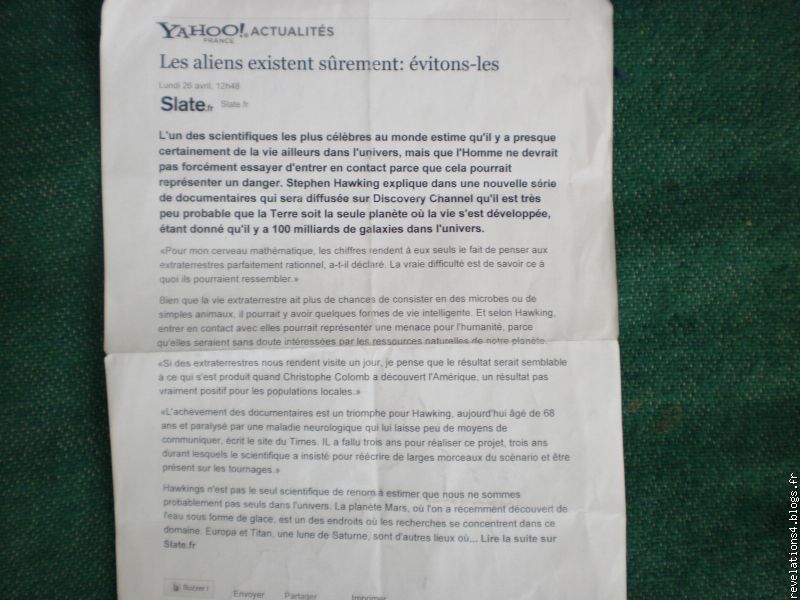 YAHOO! ACTUALITÉS
FRANCE
Les aliens existent sûrement: évitons-les
Lundi 26 avril, 12h48
Slate.fr Slate.fr
L'un des scientifiques les plus célèbres au monde estime qu'il y a presque
certainement de la vie ailleurs dans l'univers, mais que l'Homme ne devrait
pas forcément essayer d'entrer en contact parce que cela pourrait
représenter un danger. Stephen Hawking explique dans une nouvelle série
de documentaires qui sera diffusée sur Discovery Channel qu'il est très
peu probable que la Terre soit la seule planète où la vie s'est développée,
étant donné qu'il y a 100 milliards de galaxies dans l'univers.
«Pour mon cerveau mathématique, les chiffres rendent à eux seuls le fait de penser aux
extraterrestres parfaitement rationnel, a-t-il déclaré. La vraie difficulté est de savoir ce à
quoi ils pourraient ressembler.»
Bien que la vie extraterrestre ait plus de chances de consister en des microbes ou de
simples animaux, il pourrait y avoir quelques formes de vie intelligente. Et selon Hawking,
entrer en contact avec elles pourrait représenter une menace pour l'humanité, parce
qu'elles seraient sans doute intéressées par les ressources naturelles de notre planète.
«Si des extraterrestres nous rendent visite un jour, je pense que le résultat serait semblable
à ce qui s'est produit quand Christophe Colomb a découvert l'Amérique, un résultat pas
vraiment positif pour les populations locales.»
«L'achèvement des documentaires est un triomphe pour Hawking, aujourd'hui âgé de 68
ans et paralysé par une maladie neurologique qui lui laisse peu de moyens de
communiquer, écrit le site du Times. IL a fallu trois ans pour réaliser ce projet, trois ans
durant lesquels le scientifique a insisté pour réécrire de larges morceaux du scénario et être
présent sur les tournages.»
Hawkings n'est pas le seul scientifique de renom à estimer que nous ne sommes
probablement pas seuls dans l'univers. La planète Mars, où l'on a récemment découvert de
l'eau sous forme de glace, est un des endroits où les recherches se concentrent dans ce
domaine. Europa et Titan, une lune de Saturne, sont d'autres lieux où... Lire la suite sur
Slate.fr
Buzzer ! Envoyer Partager Imprimer
revelations4.blogs.fr